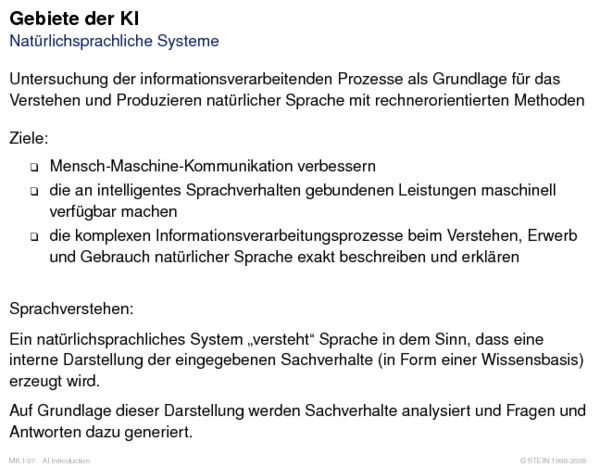 Gebiete der KI
Natürlichsprachliche Systeme
Untersuchung der informationsverarbeitenden Prozesse als Grundlage für das
Verstehen und Produzieren natürlicher Sprache mit rechnerorientierten Methoden
Ziele:
❑ Mensch-Maschine-Kommunikation verbessern
❑ die an intelligentes Sprachverhalten gebundenen Leistungen maschinell
verfügbar machen
❑ die komplexen Informationsverarbeitungsprozesse beim Verstehen, Erwerb
und Gebrauch natürlicher Sprache exakt beschreiben und erklären
Sprachverstehen:
Ein natürlichsprachliches System „versteht“ Sprache in dem Sinn, dass eine
interne Darstellung der eingegebenen Sachverhalte (in Form einer Wissensbasis)
erzeugt wird.
Auf Grundlage dieser Darstellung werden Sachverhalte analysiert und Fragen und
Antworten dazu generiert.
MK:I-37 AI Introduction © STEIN 1998-2009